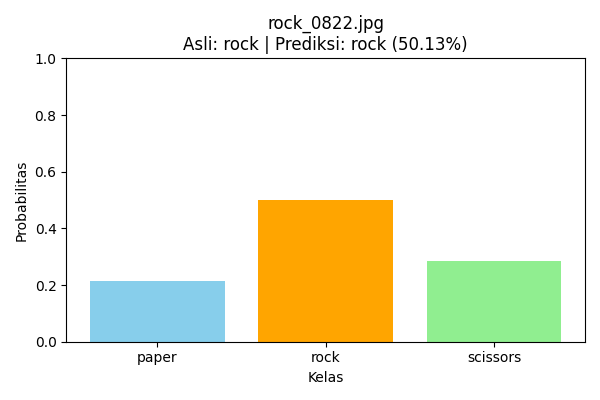 rock_0822.jpg
Asli: rock | Prediksi: rock (50.13%)
1.0
0.8
0.6
0.4
0.2
0.0
Probabilitas
paper
rock
scissors
Kelas